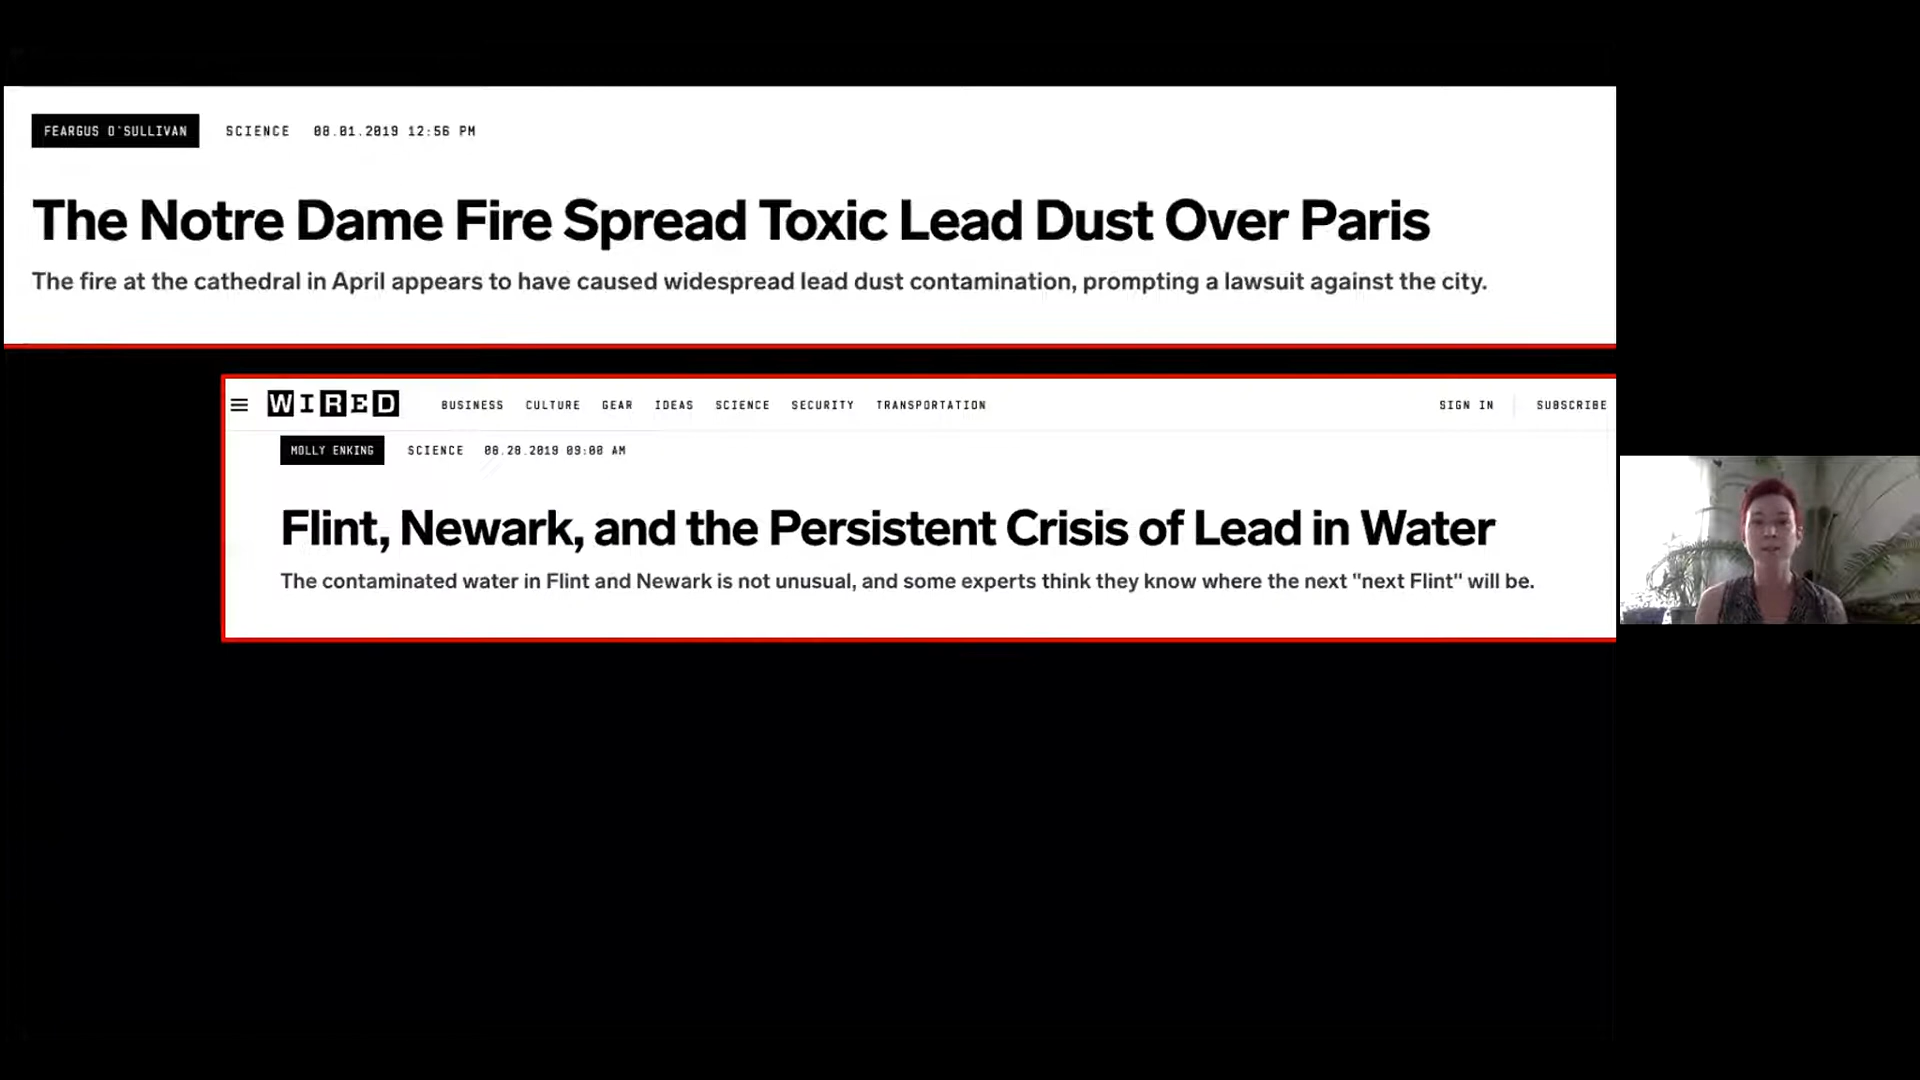 FEARGUS O'SULLIVAN SCIENCE 08.01.2019 12:56 PM
The Notre Dame Fire Spread Toxic Lead Dust Over Paris
The fire at the cathedral in April appears to have caused widespread lead dust contamination, prompting a lawsuit against the city.
WIRED BUSINESS CULTURE GEAR IDEAS SCIENCE SECURITY TRANSPORTATION SIGN IN SUBSCRIBE
MOLLY ENKING SCIENCE 08.28.2019 09:00 AM
Flint, Newark, and the Persistent Crisis of Lead in Water
The contaminated water in Flint and Newark is not unusual, and some experts think they know where the next "next Flint" will be.